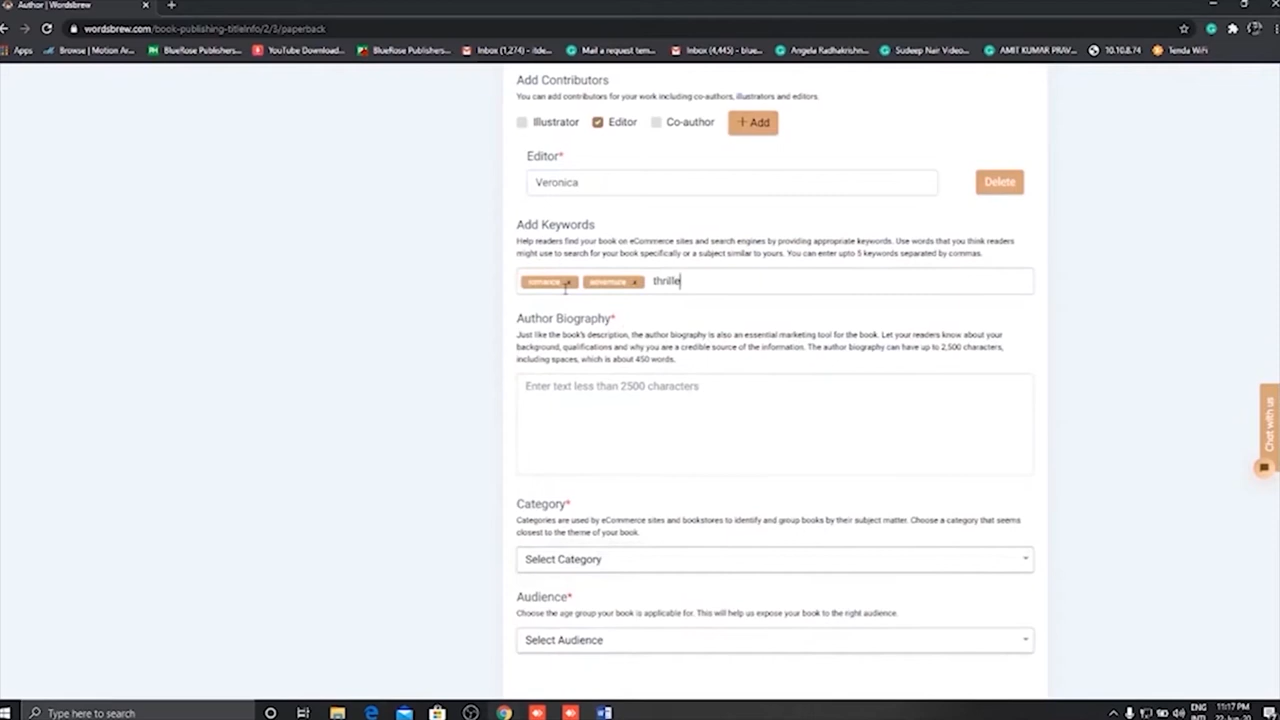 Author | Wordsbrew
wordsbrew.com/book-publishing-titleInfo/2/3/paperback
Apps
Browse | Motion Ar...
BlueRose Publishers...
YouTube Download...
BlueRose Publishers...
Inbox (1,274) - itde...
Mail a request tem...
Inbox (4,445) - blue...
Angela Radhakrishn...
Sudeep Nair Video...
AMIT KUMAR PRAV...
10.10.8.74
Tenda WiFi
Add Contributors
You can add contributors for your work including co-authors, illustrators and editors.
Illustrator Editor Co-author + Add
Editor*
Veronica Delete
Add Keywords
Help readers find your book on eCommerce sites and search engines by providing appropriate keywords. Use words that you think readers
might use to search for your book specifically or a subject similar to yours. You can enter upto 5 keywords separated by commas.
romance x adventure x thrille
Author Biography*
Just like the book's description, the author biography is also an essential marketing tool for the book. Let your readers know about your
background, qualifications and why you are a credible source of the information. The author biography can have up to 2,500 characters,
including spaces, which is about 450 words.
Enter text less than 2500 characters
Chat with us
Category*
Categories are used by eCommerce sites and bookstores to identify and group books by their subject matter. Choose a category that seems
closest to the theme of your book.
Select Category
Audience*
Choose the age group your book is applicable for. This will help us expose your book to the right audience.
Select Audience
Type here to search
ENG
11:17 PM